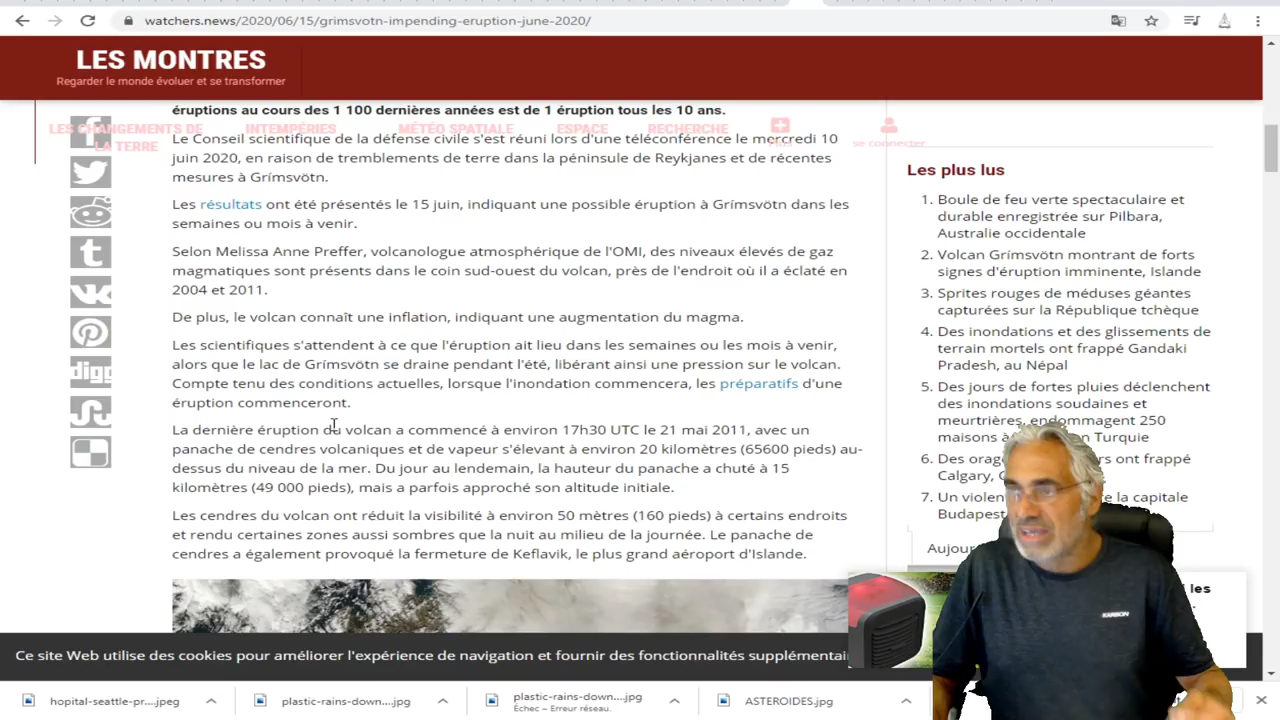 watchers.news/2020/06/15/grimsvotn-impending-eruption-june-2020/
LES MONTRES
Regarder le monde évoluer et se transformer
éruptions au cours des 1 100 dernières années est de 1 éruption tous les 10 ans.
LES CHANGEMENTS DE
LA TERRE
INTEMPÉRIES
MÉTÉO SPATIALE
ESPACE
RECHERCHE
se connecter
Le Conseil scientifique de la défense civile s'est réuni lors d'une téléconférence le mercredi 10
juin 2020, en raison de tremblements de terre dans la péninsule de Reykjanes et de récentes
mesures à Grímsvötn.
Les résultats ont été présentés le 15 juin, indiquant une possible éruption à Grímsvötn dans les
semaines ou mois à venir.
Selon Melissa Anne Preffer, volcanologue atmosphérique de l'OMI, des niveaux élevés de gaz
magmatiques sont présents dans le coin sud-ouest du volcan, près de l'endroit où il a éclaté en
2004 et 2011.
De plus, le volcan connaît une inflation, indiquant une augmentation du magma.
Les scientifiques s'attendent à ce que l'éruption ait lieu dans les semaines ou les mois à venir,
alors que le lac de Grímsvötn se draine pendant l'été, libérant ainsi une pression sur le volcan.
Compte tenu des conditions actuelles, lorsque l'inondation commencera, les préparatifs d'une
éruption commenceront.
La dernière éruption du volcan a commencé à environ 17h30 UTC le 21 mai 2011, avec un
panache de cendres volcaniques et de vapeur s'élevant à environ 20 kilomètres (65600 pieds) au-
dessus du niveau de la mer. Du jour au lendemain, la hauteur du panache a chuté à 15
kilomètres (49 000 pieds), mais a parfois approché son altitude initiale.
Les cendres du volcan ont réduit la visibilité à environ 50 mètres (160 pieds) à certains endroits
et rendu certaines zones aussi sombres que la nuit au milieu de la journée. Le panache de
cendres a également provoqué la fermeture de Keflavik, le plus grand aéroport d'Islande.
digg
Les plus lus
1. Boule de feu verte spectaculaire et
durable enregistrée sur Pilbara,
Australie occidentale
2. Volcan Grímsvötn montrant de forts
signes d'éruption imminente, Islande
3. Sprites rouges de méduses géantes
capturées sur la République tchèque
4. Des inondations et des glissements de
terrain mortels ont frappé Gandaki
Pradesh, au Népal
5. Des jours de fortes pluies déclenchent
des inondations soudaines et
meurtrières, endommagent 250
maisons à Turquie
6. Des ont frappé
Calgary,
7. Un la capitale
Budapest
les
Ce site Web utilise des cookies pour améliorer l'expérience de navigation et fournir des fonctionnalités
KARBON
hopital-seattle-pr....jpeg
plastic-rains-down....jpg
plastic-rains-down....jpg
Échec – Erreur réseau.
ASTEROIDES.jpg